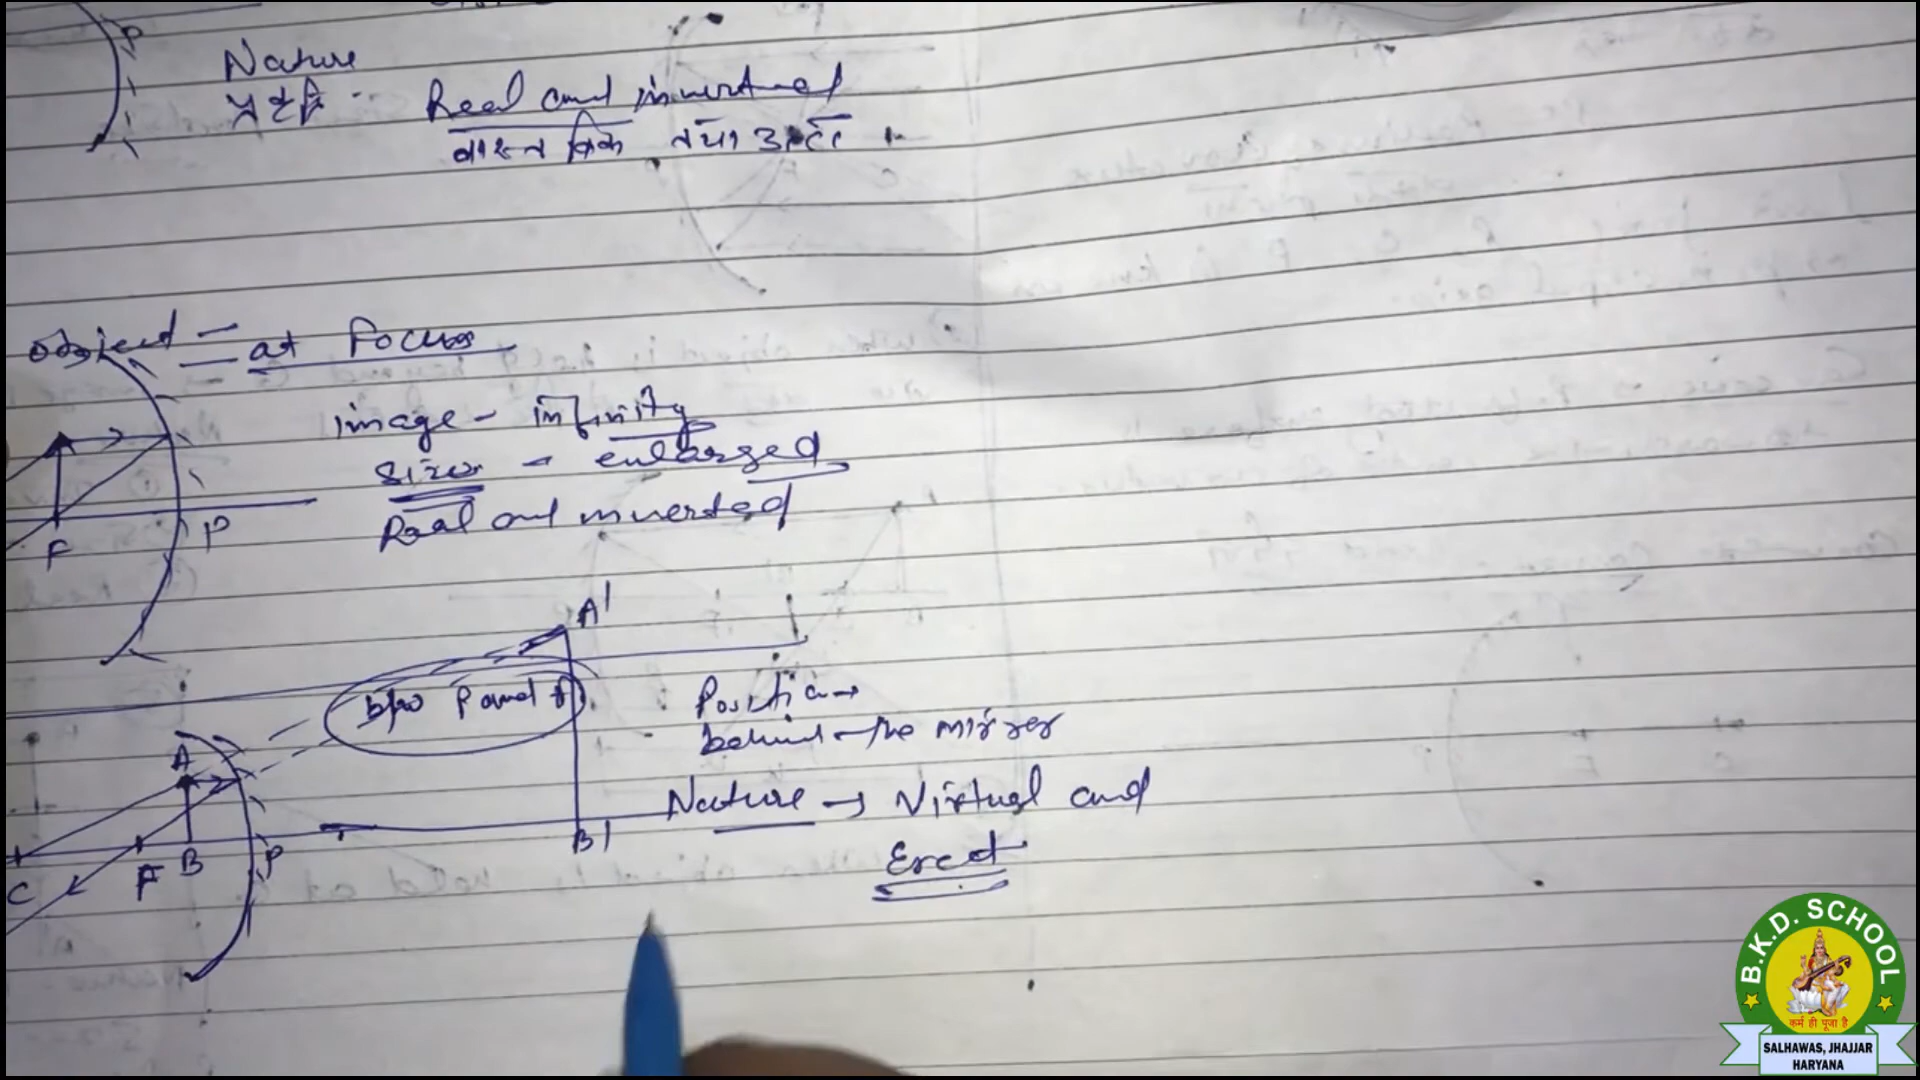 P
Nature
प्रकृति - Real and inverted
वास्तविक तथा उल्टा
object -
at Focus
image - infinity
Size - enlarged
Real and inverted
F P
A'
b/w P and F
Position →
behind the mirror
A
Nature → Virtual and
Erect
C F B P B'
B.K.D. SCHOOL
कर्म ही पूजा है
SALHAWAS, JHAJJAR
HARYANA